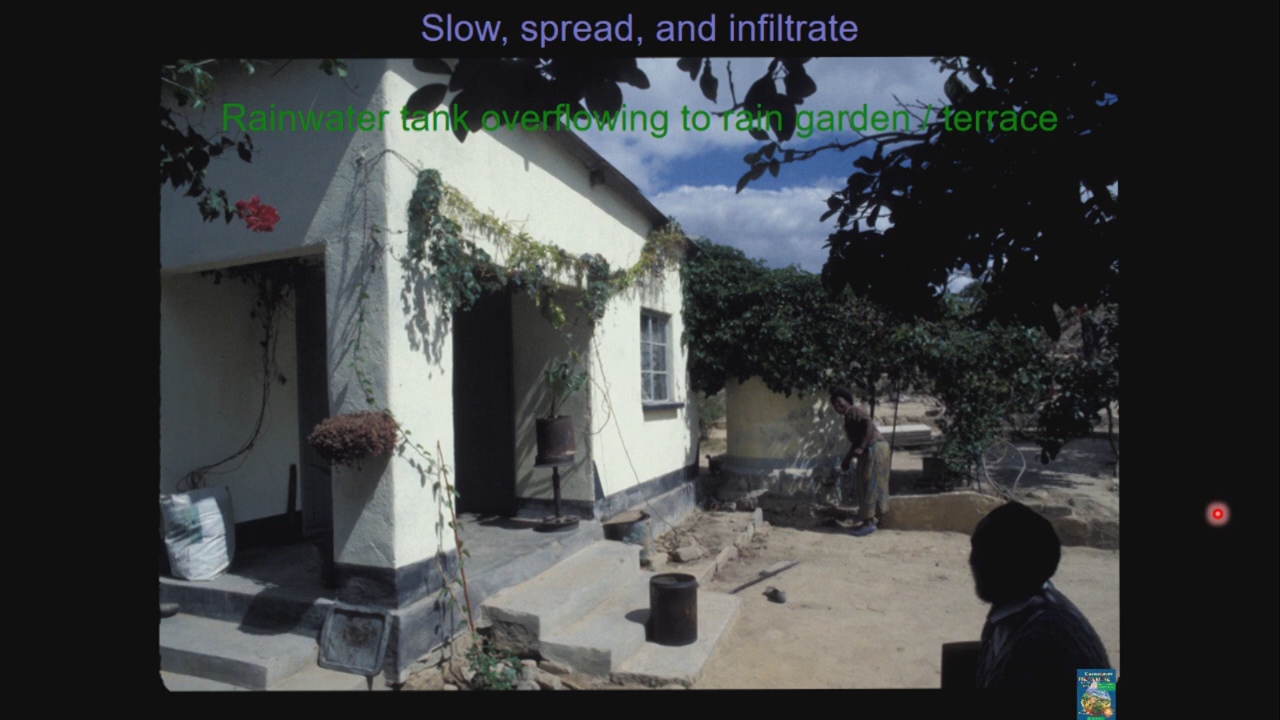 Slow, spread, and infiltrate
Rainwater tank overflowing to rain garden / terrace